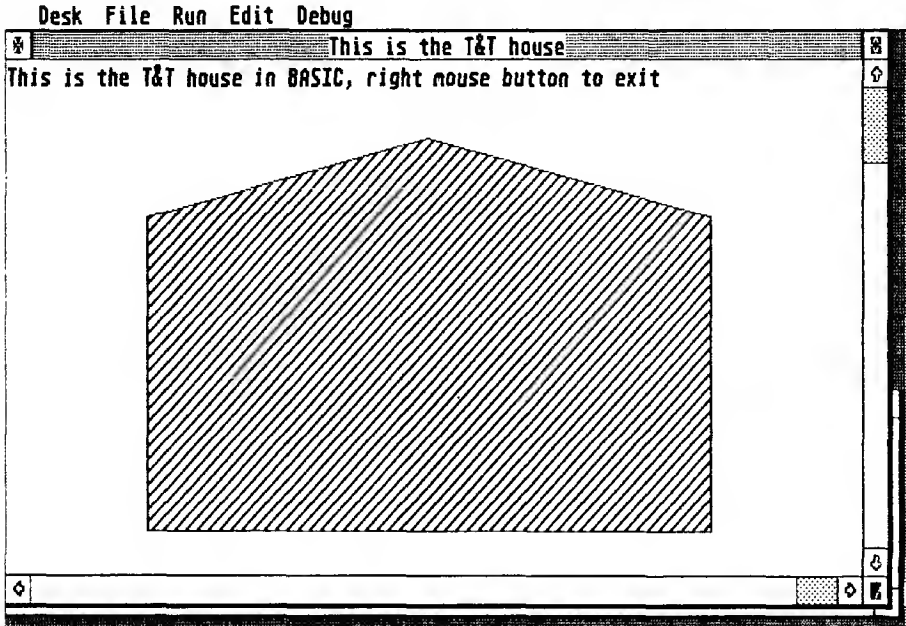 Desk File Run Edit Debug
This is the T&T house
This is the T&T house in BASIC, right mouse button to exit